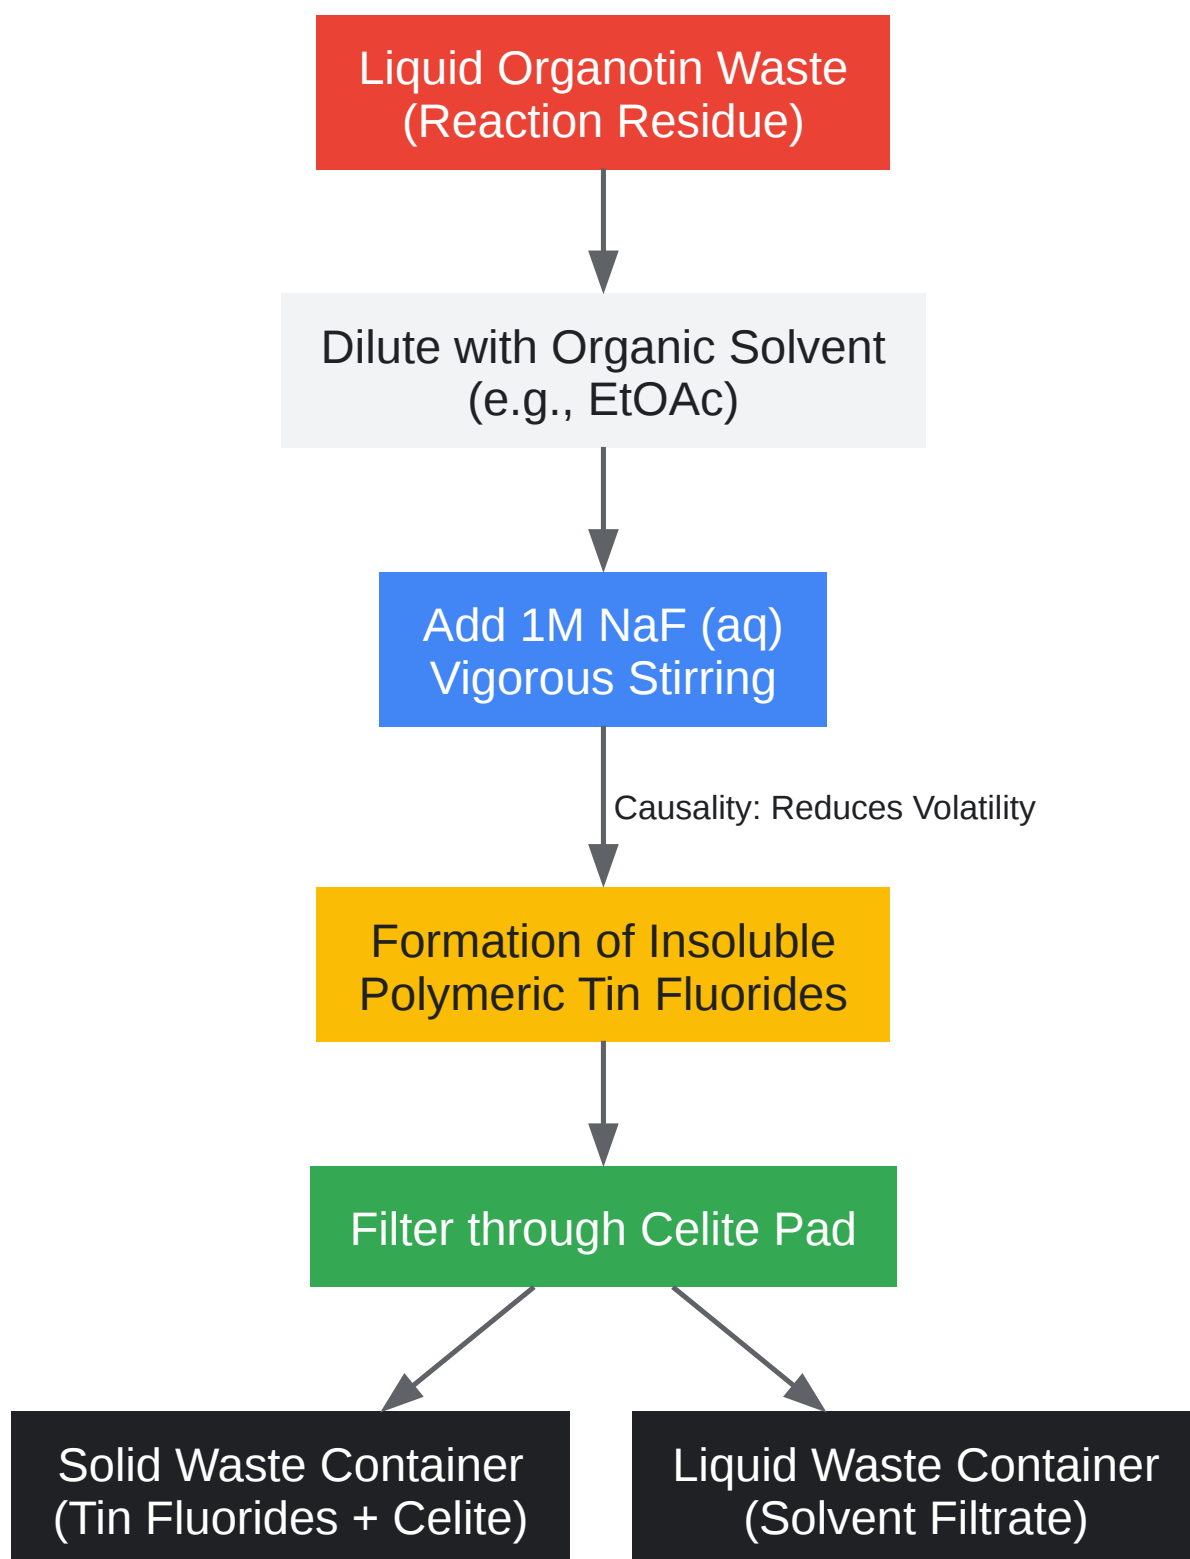 Liquid Organotin Waste
(Reaction Residue)
Dilute with Organic Solvent
(e.g., EtOAc)
Add 1M NaF (aq)
Vigorous Stirring
Causality: Reduces Volatility
Formation of Insoluble
Polymeric Tin Fluorides
Filter through Celite Pad
Solid Waste Container
(Tin Fluorides + Celite)
Liquid Waste Container
(Solvent Filtrate)